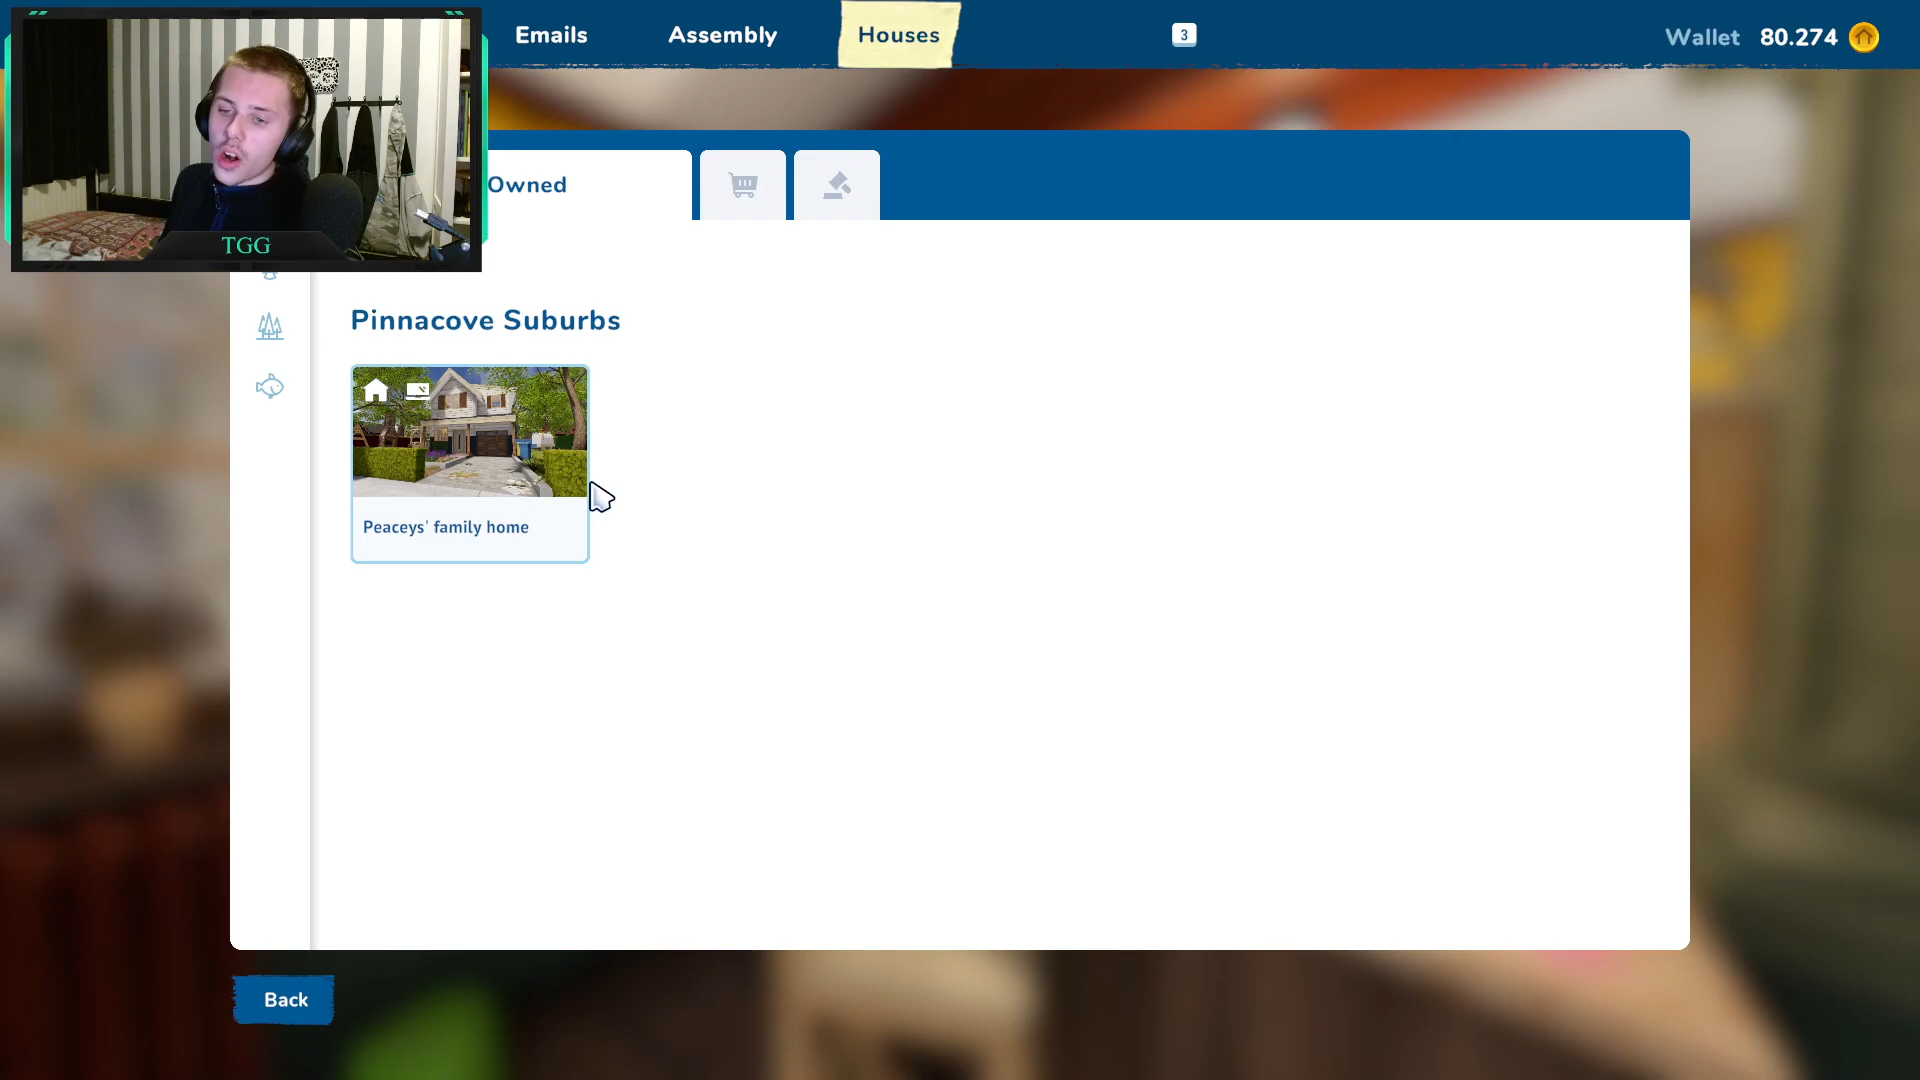 Emails
Assembly
Houses
3
Wallet 80.274
Owned
TGG
Pinnacove Suburbs
Peaceys' family home
Back